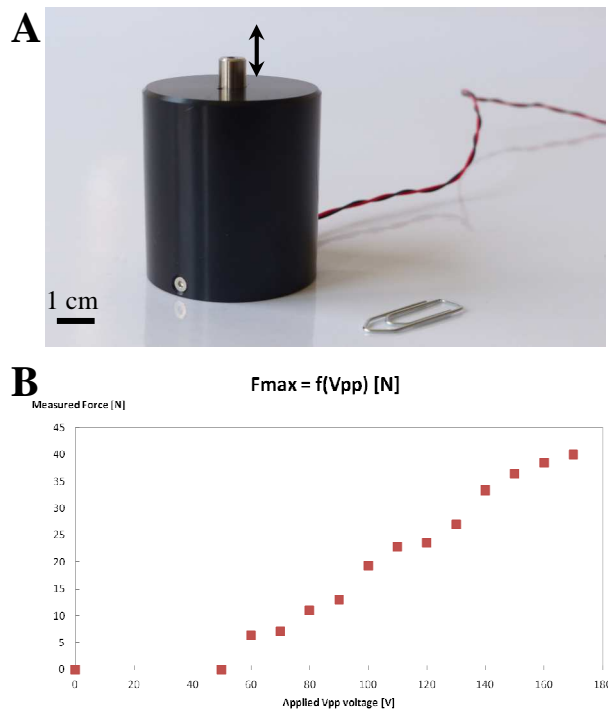 A
1 cm
B
Fmax = f(Vpp) [N]
Measured Force [N]
45
40
35
30
25
20
15
10
5
0
0 20 40 60 80 100 120 140 160 180
Applied Vpp voltage [V]